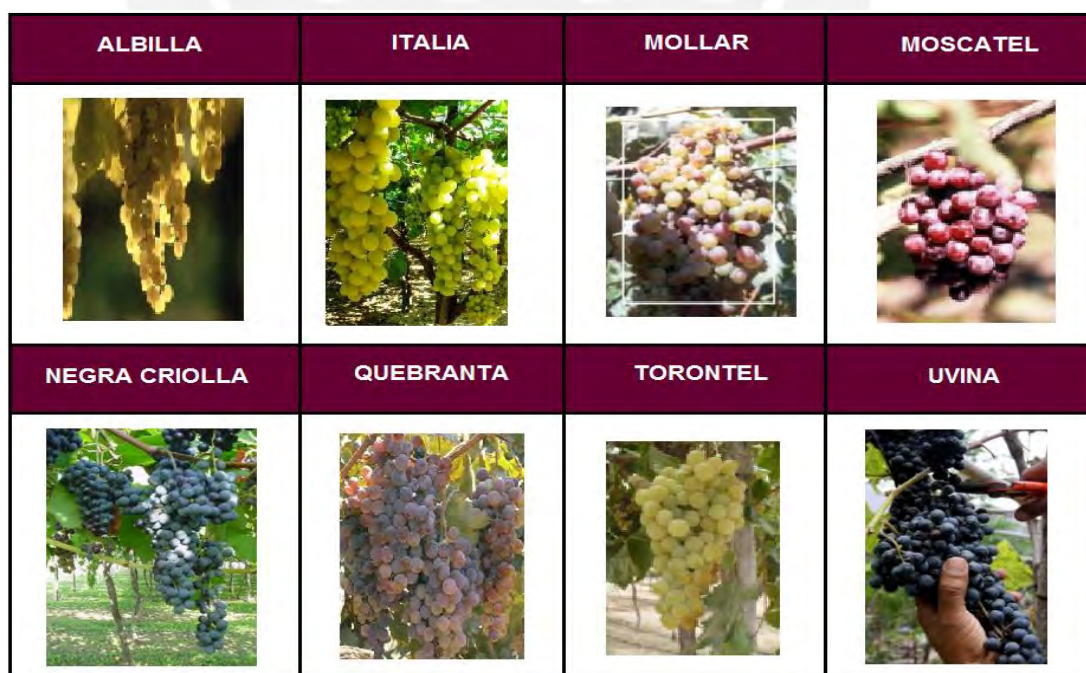 ALBILLA
ITALIA
MOLLAR
MOSCATEL
NEGRA CRIOLLA
QUEBRANTA
TORONTEL
UVINA